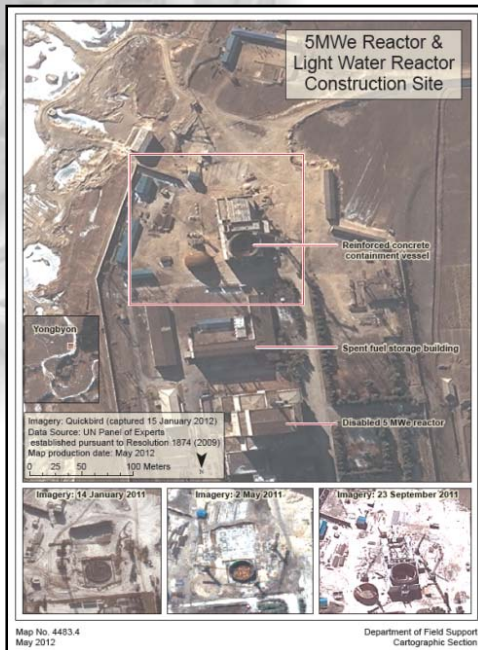 5MWe Reactor &
Light Water Reactor
Construction Site
Reinforced concrete
containment vessel
Spent fuel storage building
Disabled 5 MWe reactor
Yongbyon
Imagery: Quickbird (captured 15 January 2012)
Data Source: UN Panel of Experts
established pursuant to Resolution 1874 (2009)
Map production date: May 2012
0 25 50 100 Meters
N
Imagery: 14 January 2011
Imagery: 2 May 2011
Imagery: 23 September 2011
Map No. 4483.4
May 2012
Department of Field Support
Cartographic Section